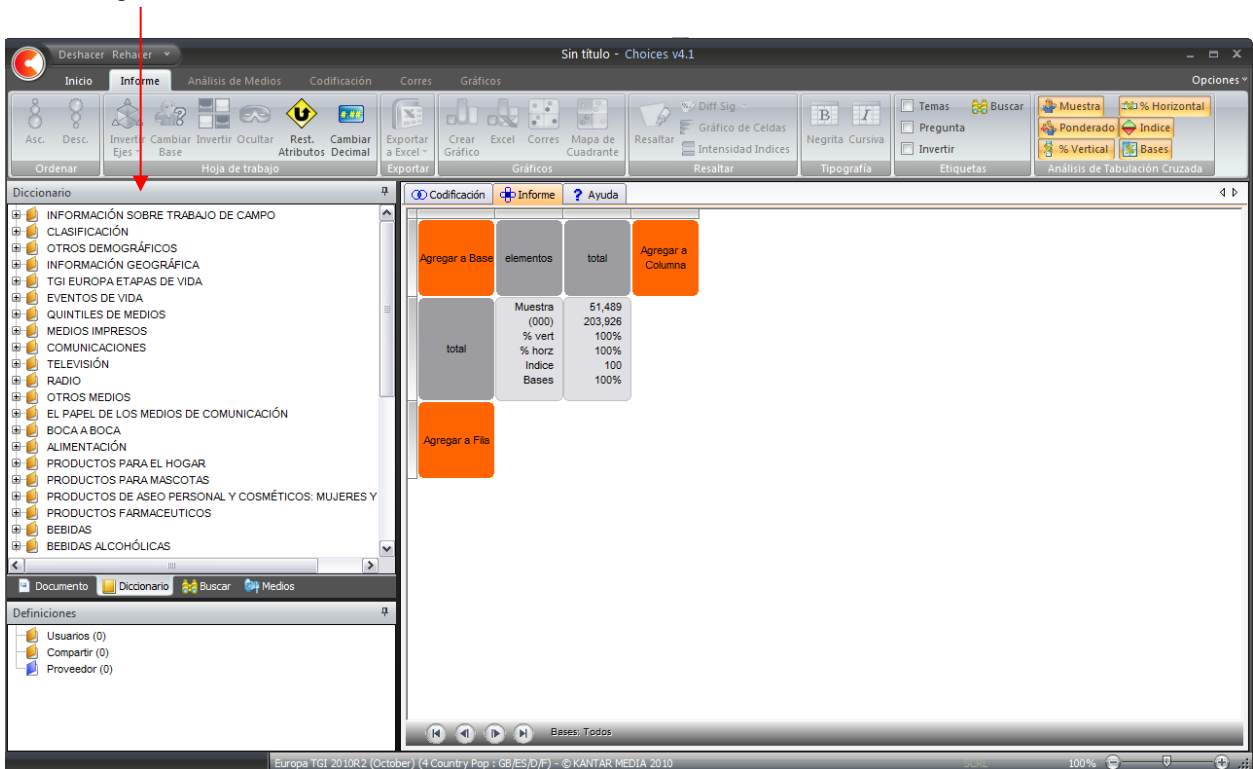 Deshacer Rehacer
Sin título - Choices v4.1
Inicio Informe Análisis de Medios Codificación Corres Gráficos Opciones
Asc. Desc. Invertir Ejes Cambiar Base Invertir Ocultar Rest. Atributos Cambiar Decimal
Ordenar Hoja de trabajo
Exportar a Excel
Exportar
Crear Gráfico Excel Corres Mapa de Cuadrante
Gráficos
Resaltar Diff Sig.
Gráfico de Celdas
Intensidad Indices
Resaltar
B I
Negrita Cursiva
Tipografía
Temas Buscar
Pregunta
Invertir
Etiquetas
Muestra % Horizontal
Ponderado Indice
% Vertical Bases
Análisis de Tabulación Cruzada
Diccionario
INFORMACIÓN SOBRE TRABAJO DE CAMPO
CLASIFICACIÓN
OTROS DEMOGRÁFICOS
INFORMACIÓN GEOGRÁFICA
TGI EUROPA ETAPAS DE VIDA
EVENTOS DE VIDA
QUINTILES DE MEDIOS
MEDIOS IMPRESOS
COMUNICACIONES
TELEVISIÓN
RADIO
OTROS MEDIOS
EL PAPEL DE LOS MEDIOS DE COMUNICACIÓN
BOCA A BOCA
ALIMENTACIÓN
PRODUCTOS PARA EL HOGAR
PRODUCTOS PARA MASCOTAS
PRODUCTOS DE ASEO PERSONAL Y COSMÉTICOS: MUJERES Y
PRODUCTOS FARMACEUTICOS
BEBIDAS
BEBIDAS ALCOHÓLICAS
Documento Diccionario Buscar Medios
Definiciones
Usuarios (0)
Compartir (0)
Proveedor (0)
Codificación Informe ? Ayuda
Agregar a Base elementos total Agregar a Columna
total
Muestra 51,489
(000) 203,926
% vert 100%
% horz 100%
Indice 100
Bases 100%
Agregar a Fila
Bases: Todos
Europa TGI 2010R2 (October) (4 Country Pop : GB/ES/D/F) - © KANTAR MEDIA 2010 SCRL 100%